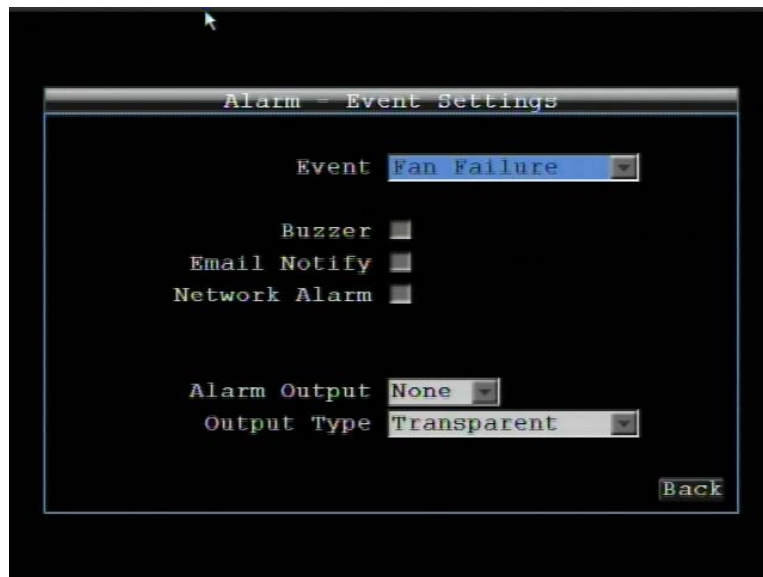 Alarm - Event Settings
Event Fan Failure
Buzzer
Email Notify
Network Alarm
Alarm Output None
Output Type Transparent
Back